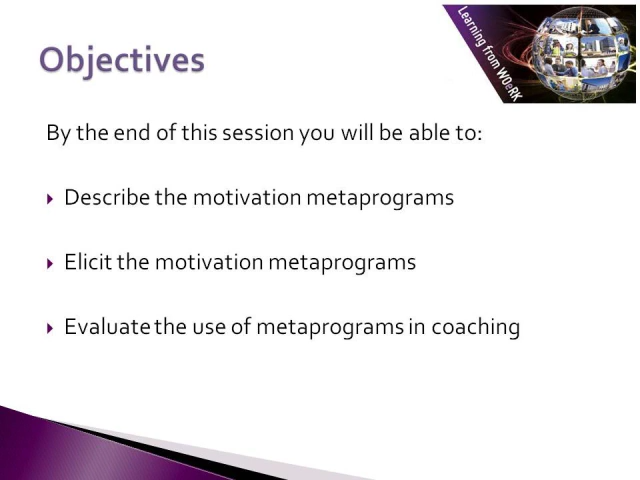 Objectives
Learning from WOeRK
By the end of this session you will be able to:
Describe the motivation metaprograms
Elicit the motivation metaprograms
Evaluate the use of metaprograms in coaching